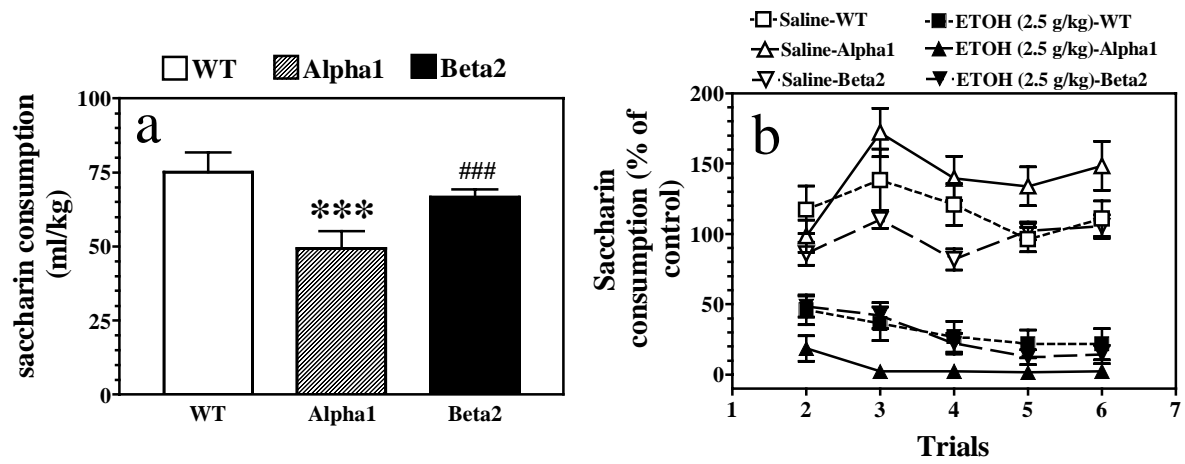 WT Alpha1 Beta2
a
saccharin consumption
(ml/kg)
100
75
50
25
0
***
###
WT Alpha1 Beta2
Saline-WT ETOH (2.5 g/kg)-WT
Saline-Alpha1 ETOH (2.5 g/kg)-Alpha1
Saline-Beta2 ETOH (2.5 g/kg)-Beta2
b
Saccharin
consumption (% of
control)
200
150
100
50
0
1 2 3 4 5 6 7
Trials